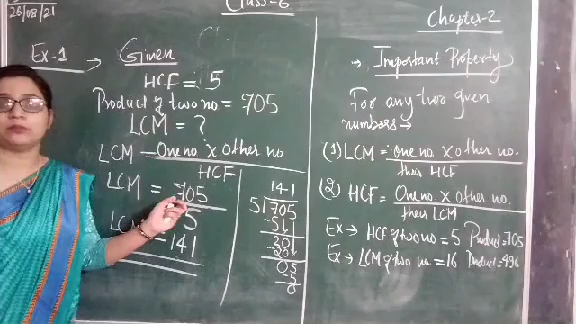 26/08/21
Class-6
Chapter-2
Ex-1 → Given
HCF = 5
Product of two no = 705
LCM = ?
LCM = One no. x other no
HCF
LCM = 705
5
LCM = 141
141
5 705
-5
20
05
-5
0
Important Property
For any two given
numbers →
(1) LCM = one no. x other no.
their HCF
(2) HCF = One no. x other no.
their LCM
Ex → HCF of two no = 5 Product = 705
Ex → LCM of two no = 16 Product =